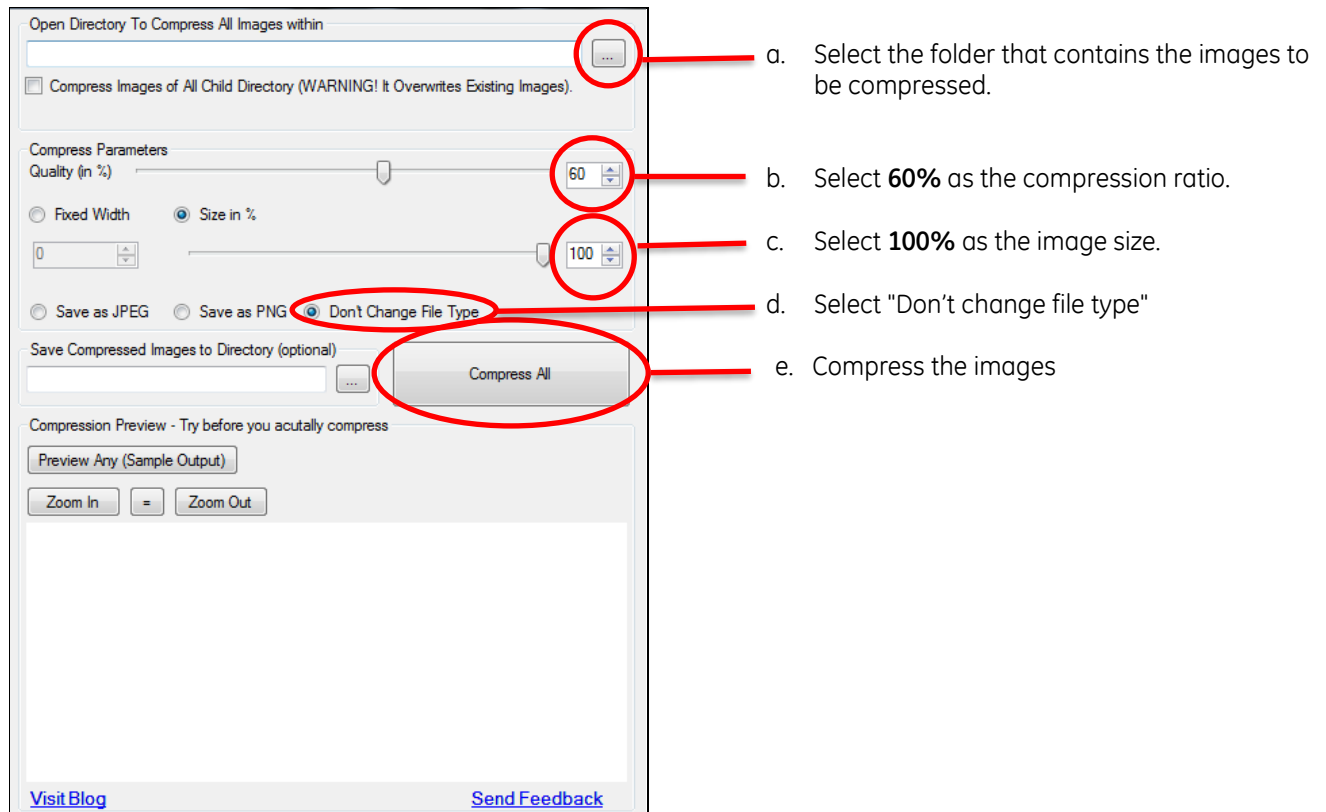 Open Directory To Compress All Images within
...
Compress Images of All Child Directory (WARNING! It Overwrites Existing Images).
Compress Parameters
Quality (in %)
60
Fixed Width
Size in %
0
100
Save as JPEG
Save as PNG
Don't Change File Type
Save Compressed Images to Directory (optional)
...
Compress All
Compression Preview - Try before you acutally compress
Preview Any (Sample Output)
Zoom In
=
Zoom Out
Visit Blog
Send Feedback
a. Select the folder that contains the images to
be compressed.
b. Select 60% as the compression ratio.
c. Select 100% as the image size.
d. Select "Don’t change file type"
e. Compress the images